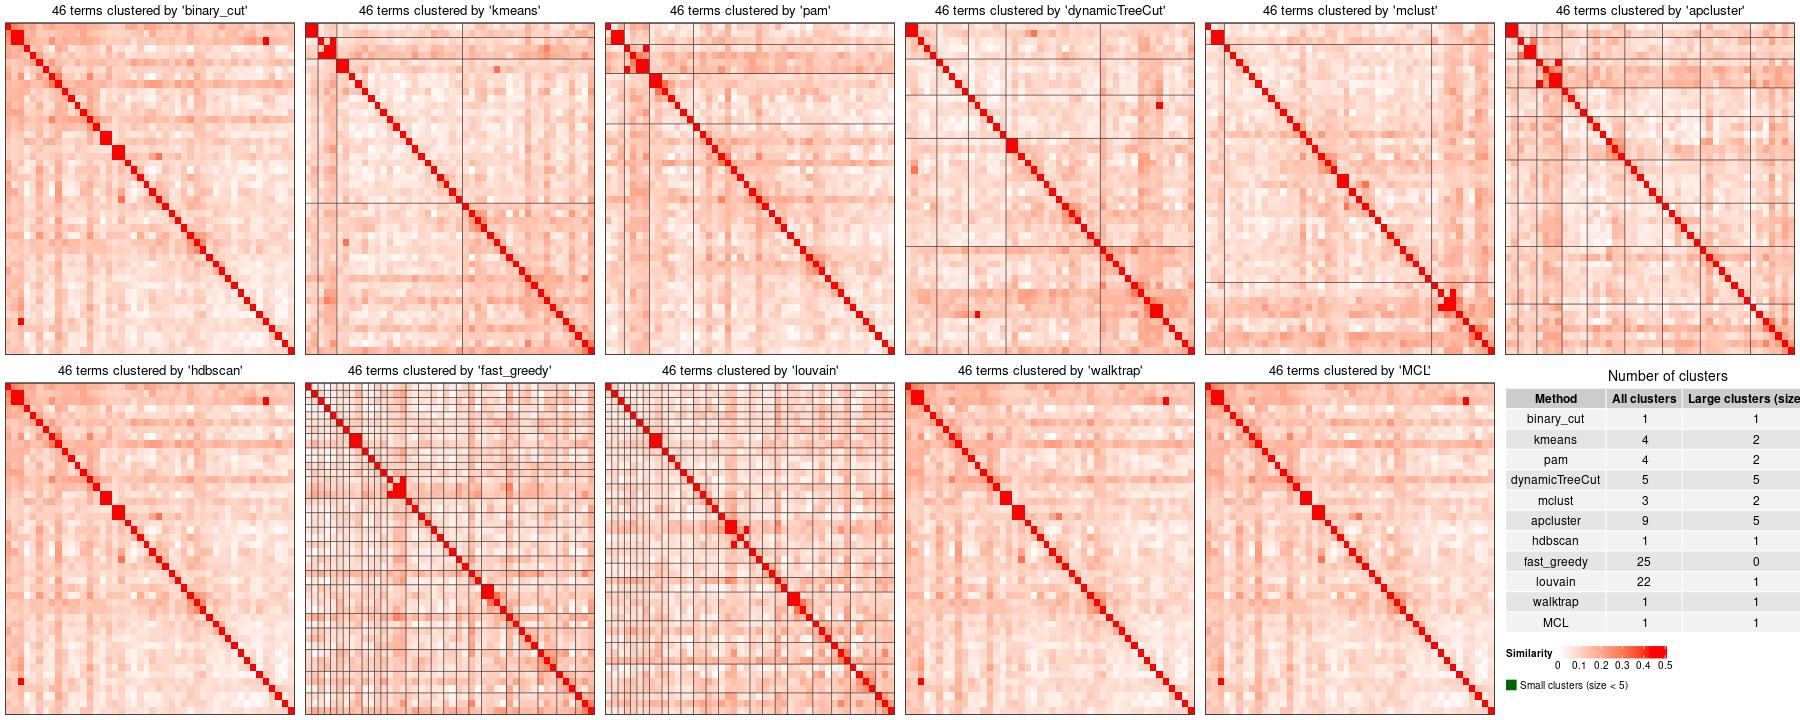 46 terms clustered by 'binary_cut'
46 terms clustered by 'kmeans'
46 terms clustered by 'pam'
46 terms clustered by 'dynamicTreeCut'
46 terms clustered by 'mclust'
46 terms clustered by 'apcluster'
46 terms clustered by 'hdbscan'
46 terms clustered by 'fast_greedy'
46 terms clustered by 'louvain'
46 terms clustered by 'walktrap'
46 terms clustered by 'MCL'
Number of clusters
Method All clusters Large clusters (size
binary_cut 1 1
kmeans 4 2
pam 4 2
dynamicTreeCut 5 5
mclust 3 2
apcluster 9 5
hdbscan 1 1
fast_greedy 25 0
louvain 22 1
walktrap 1 1
MCL 1 1
Similarity
0 0.1 0.2 0.3 0.4 0.5
Small clusters (size < 5)